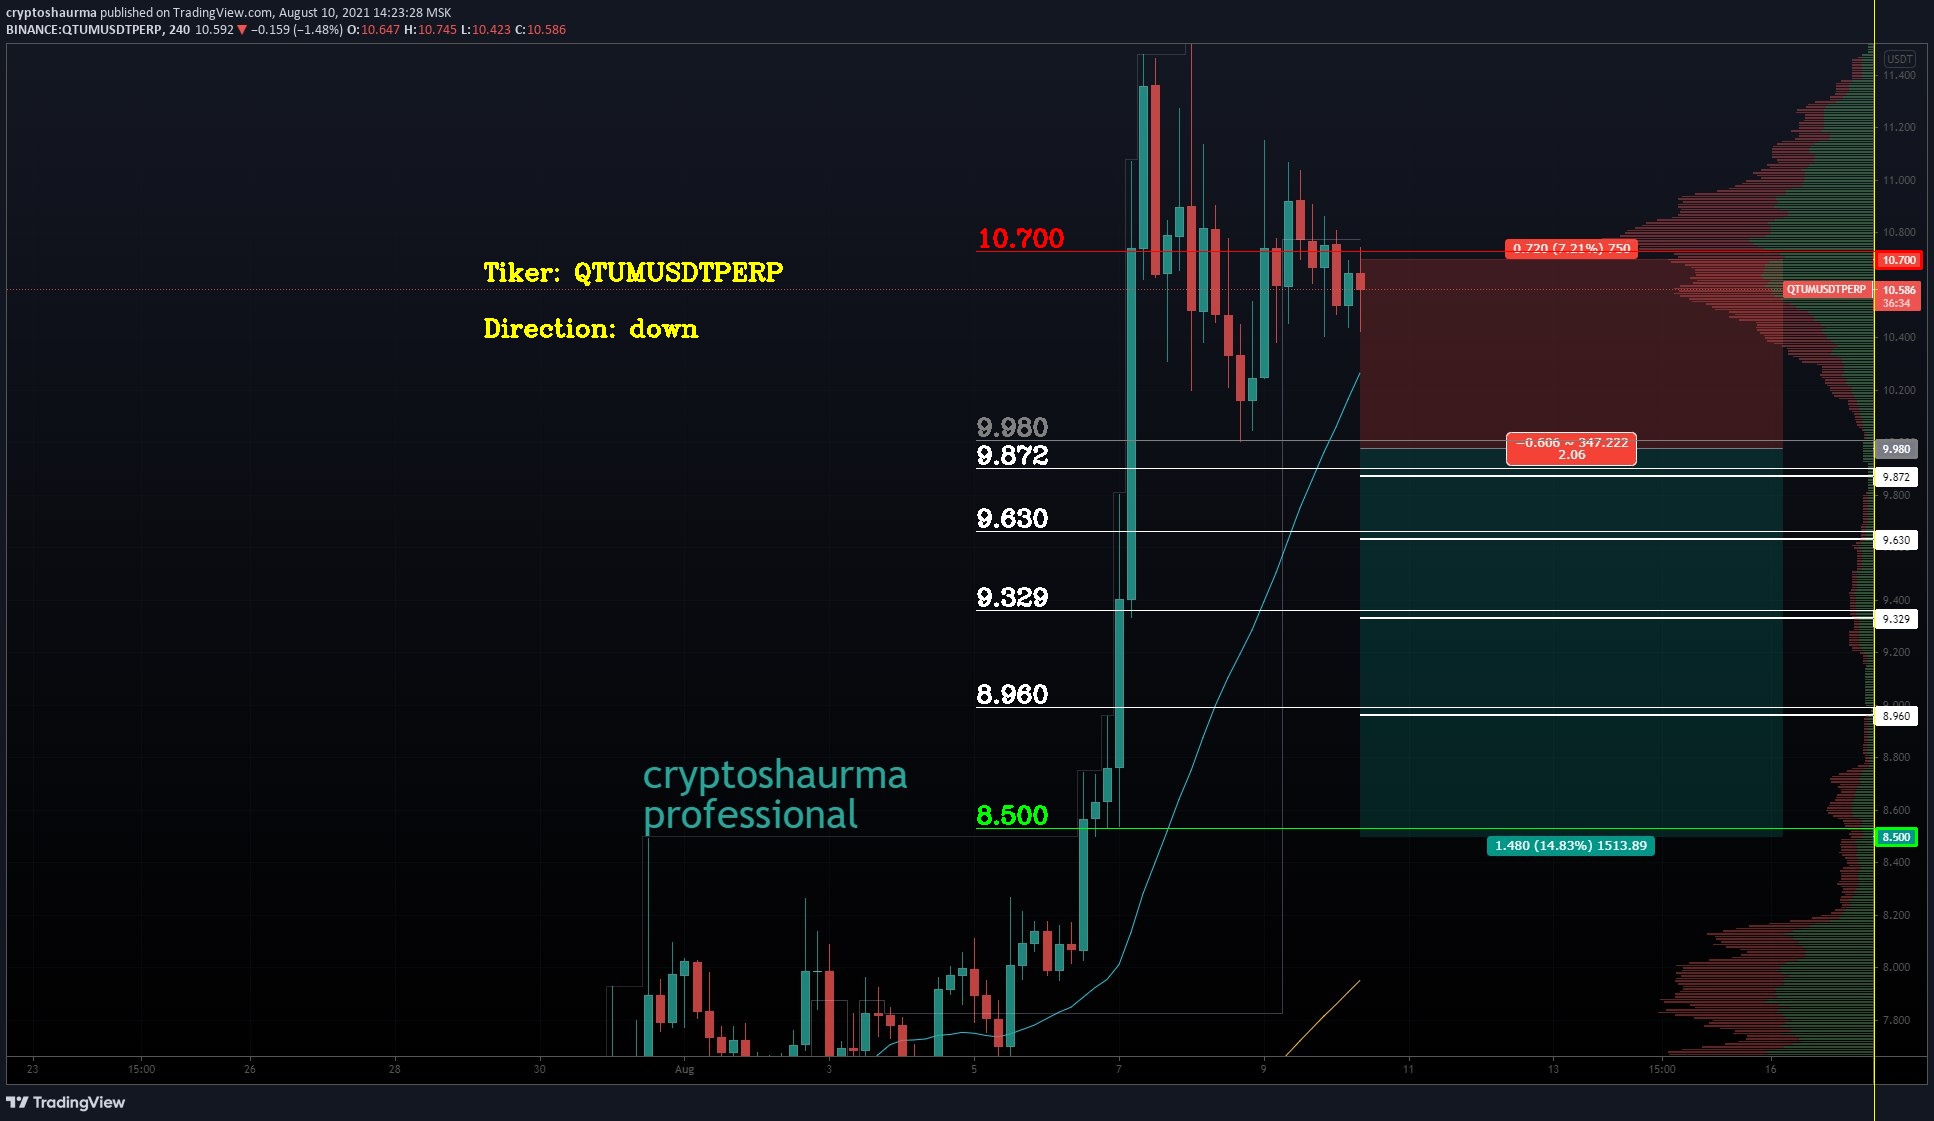 cryptoshaurma published on TradingView.com, August 10, 2021 14:23:28 MSK
BINANCE:QTUMUSDTPERP, 240 10.592 ▼ −0.159 (−1.48%) O:10.647 H:10.745 L:10.423 C:10.586
USDT
11.400
11.200
11.000
10.800
10.700
0.720 (7.21%) 750
10.700
Tiker: QTUMUSDTPERP
QTUMUSDTPERP
10.586
36:34
Direction: down
10.400
10.200
9.980
−0.606 ~ 347.222
2.06
9.980
9.872
9.872
9.800
9.630
9.630
9.400
9.329
9.329
9.200
8.960
8.960
8.800
cryptoshaurma
professional
8.600
8.500
8.500
1.480 (14.83%) 1513.89
8.400
8.200
8.000
7.800
23 15:00 26 28 30 Aug 3 5 7 9 11 13 15:00 16
TradingView